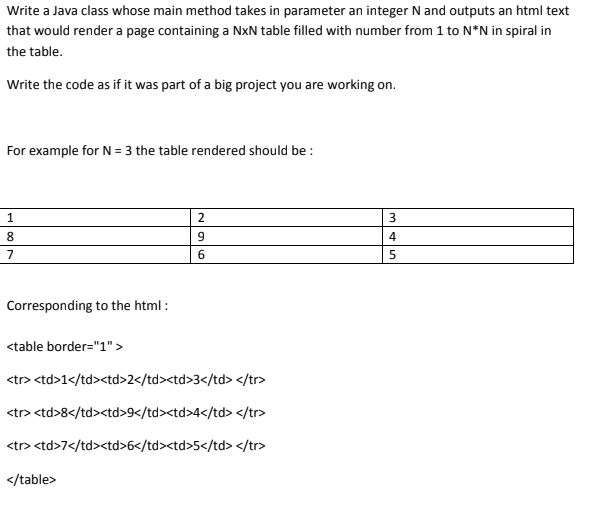 Write a Java class whose main method takes in parameter an integer N and outputs an html text
that would render a page containing a NxN table filled with number from 1 to N*N in spiral in
the table.
Write the code as if it was part of a big project you are working on.
For example for N = 3 the table rendered should be :
1 2 3
8 9 4
7 6 5
Corresponding to the html :
<table border="1" >
<tr> <td>1</td><td>2</td><td>3</td> </tr>
<tr> <td>8</td><td>9</td><td>4</td> </tr>
<tr> <td>7</td><td>6</td><td>5</td> </tr>
</table>